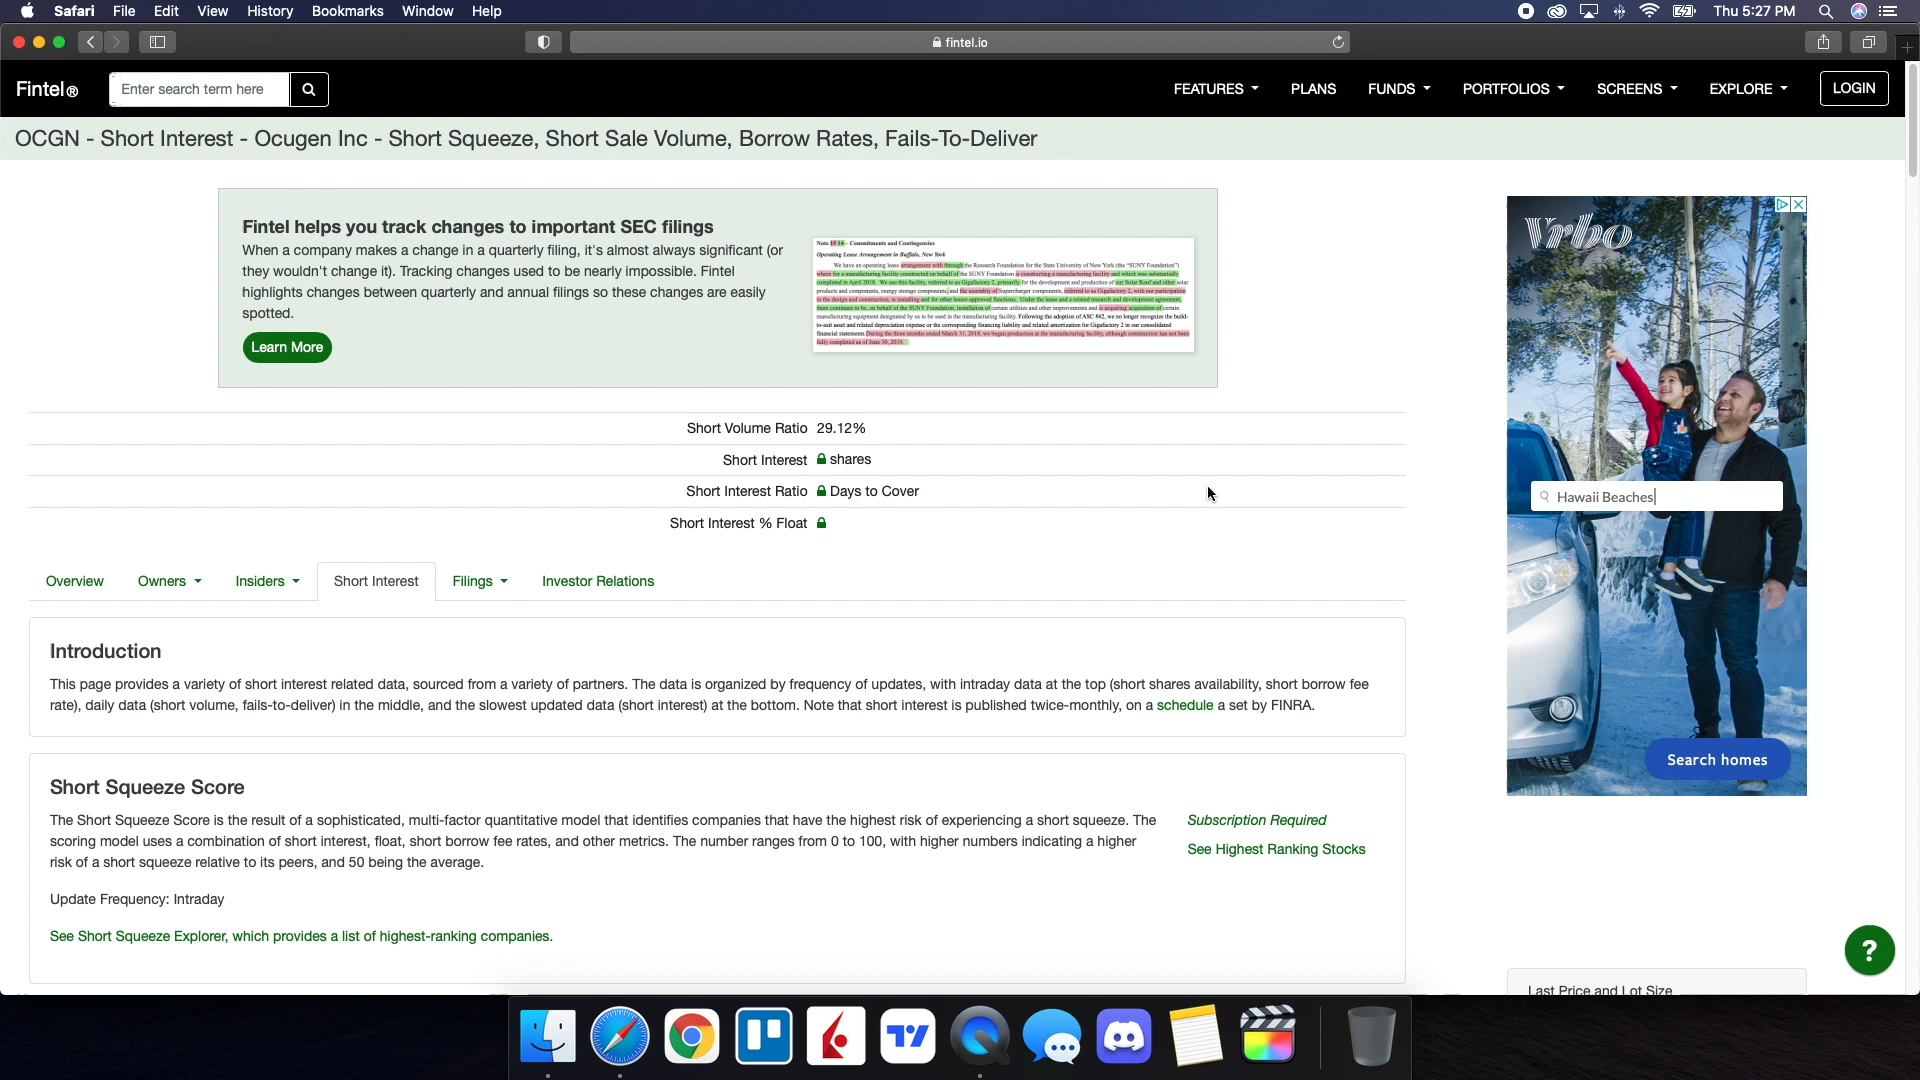 Safari File Edit View History Bookmarks Window Help
Thu 5:27 PM
fintel.io
Fintel®
Enter search term here
FEATURES PLANS FUNDS PORTFOLIOS SCREENS EXPLORE LOGIN
OCGN - Short Interest - Ocugen Inc - Short Squeeze, Short Sale Volume, Borrow Rates, Fails-To-Deliver
Fintel helps you track changes to important SEC filings
When a company makes a change in a quarterly filing, it's almost always significant (or
they wouldn't change it). Tracking changes used to be nearly impossible. Fintel
highlights changes between quarterly and annual filings so these changes are easily
spotted.
Learn More
Operating Lease Arrangement in Buffalo, New York
Short Volume Ratio 29.12%
Short Interest shares
Short Interest Ratio Days to Cover
Short Interest % Float
Overview Owners Insiders Short Interest Filings Investor Relations
Introduction
This page provides a variety of short interest related data, sourced from a variety of partners. The data is organized by frequency of updates, with intraday data at the top (short shares availability, short borrow fee
rate), daily data (short volume, fails-to-deliver) in the middle, and the slowest updated data (short interest) at the bottom. Note that short interest is published twice-monthly, on a schedule a set by FINRA.
Short Squeeze Score
The Short Squeeze Score is the result of a sophisticated, multi-factor quantitative model that identifies companies that have the highest risk of experiencing a short squeeze. The
scoring model uses a combination of short interest, float, short borrow fee rates, and other metrics. The number ranges from 0 to 100, with higher numbers indicating a higher
risk of a short squeeze relative to its peers, and 50 being the average.
Subscription Required
See Highest Ranking Stocks
Update Frequency: Intraday
See Short Squeeze Explorer, which provides a list of highest-ranking companies.
Vrbo
Hawaii Beaches
Search homes
?
Last Price and Lot Size